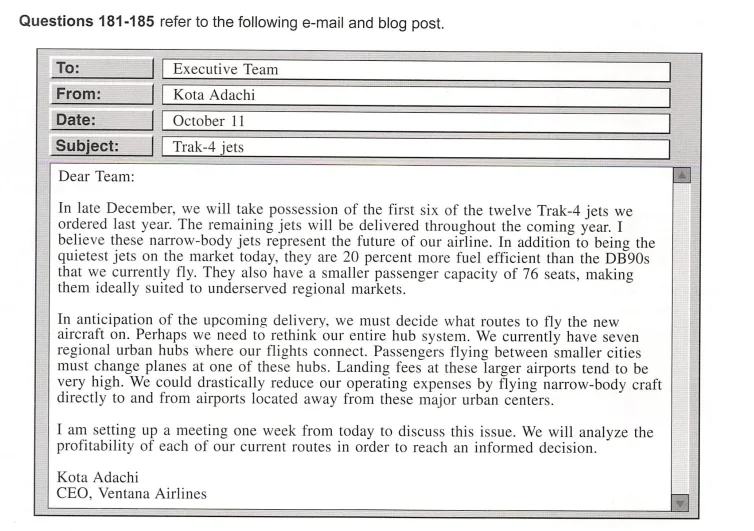 Questions 181-185 refer to the following e-mail and blog post.
To: Executive Team
From: Kota Adachi
Date: October 11
Subject: Trak-4 jets
Dear Team:
In late December, we will take possession of the first six of the twelve Trak-4 jets we
ordered last year. The remaining jets will be delivered throughout the coming year. I
believe these narrow-body jets represent the future of our airline. In addition to being the
quietest jets on the market today, they are 20 percent more fuel efficient than the DB90s
that we currently fly. They also have a smaller passenger capacity of 76 seats, making
them ideally suited to underserved regional markets.
In anticipation of the upcoming delivery, we must decide what routes to fly the new
aircraft on. Perhaps we need to rethink our entire hub system. We currently have seven
regional urban hubs where our flights connect. Passengers flying between smaller cities
must change planes at one of these hubs. Landing fees at these larger airports tend to be
very high. We could drastically reduce our operating expenses by flying narrow-body craft
directly to and from airports located away from these major urban centers.
I am setting up a meeting one week from today to discuss this issue. We will analyze the
profitability of each of our current routes in order to reach an informed decision.
Kota Adachi
CEO, Ventana Airlines